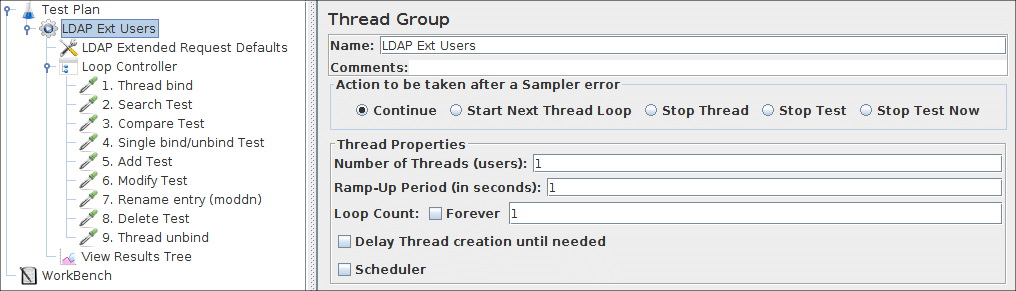 Test Plan
LDAP Ext Users
LDAP Extended Request Defaults
Loop Controller
1. Thread bind
2. Search Test
3. Compare Test
4. Single bind/unbind Test
5. Add Test
6. Modify Test
7. Rename entry (moddn)
8. Delete Test
9. Thread unbind
View Results Tree
WorkBench
Thread Group
Name: LDAP Ext Users
Comments:
Action to be taken after a Sampler error
Continue Start Next Thread Loop Stop Thread Stop Test Stop Test Now
Thread Properties
Number of Threads (users): 1
Ramp-Up Period (in seconds): 1
Loop Count: Forever 1
Delay Thread creation until needed
Scheduler